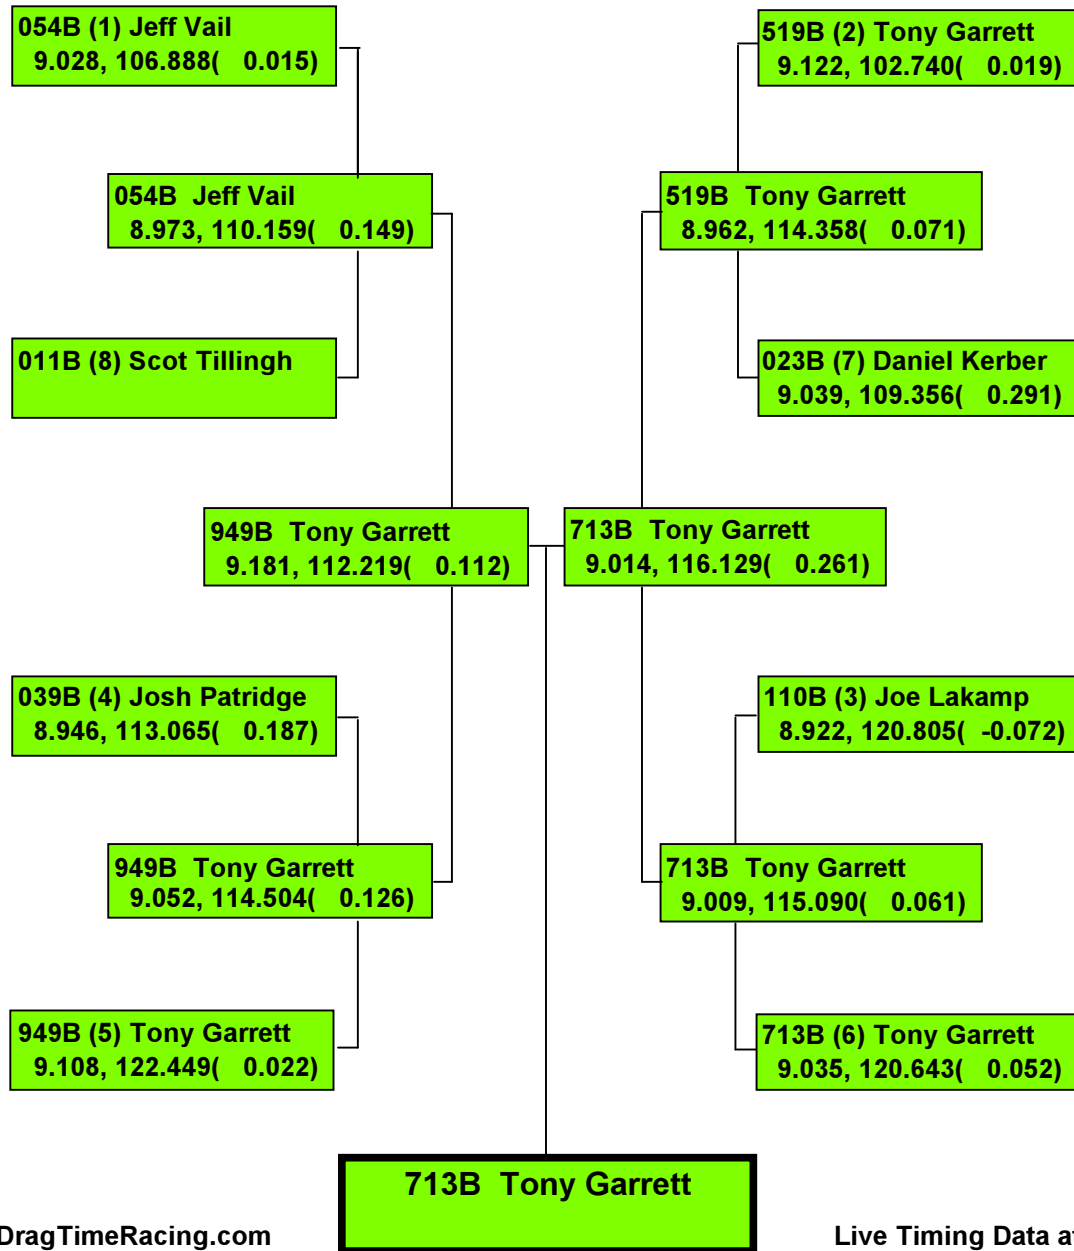 054B (1) Jeff Vail
9.028, 106.888( 0.015)
519B (2) Tony Garrett
9.122, 102.740( 0.019)
054B Jeff Vail
8.973, 110.159( 0.149)
519B Tony Garrett
8.962, 114.358( 0.071)
011B (8) Scot Tillingh
023B (7) Daniel Kerber
9.039, 109.356( 0.291)
949B Tony Garrett
9.181, 112.219( 0.112)
713B Tony Garrett
9.014, 116.129( 0.261)
039B (4) Josh Patridge
8.946, 113.065( 0.187)
110B (3) Joe Lakamp
8.922, 120.805( -0.072)
949B Tony Garrett
9.052, 114.504( 0.126)
713B Tony Garrett
9.009, 115.090( 0.061)
949B (5) Tony Garrett
9.108, 122.449( 0.022)
713B (6) Tony Garrett
9.035, 120.643( 0.052)
713B Tony Garrett
DragTimeRacing.com
Live Timing Data at